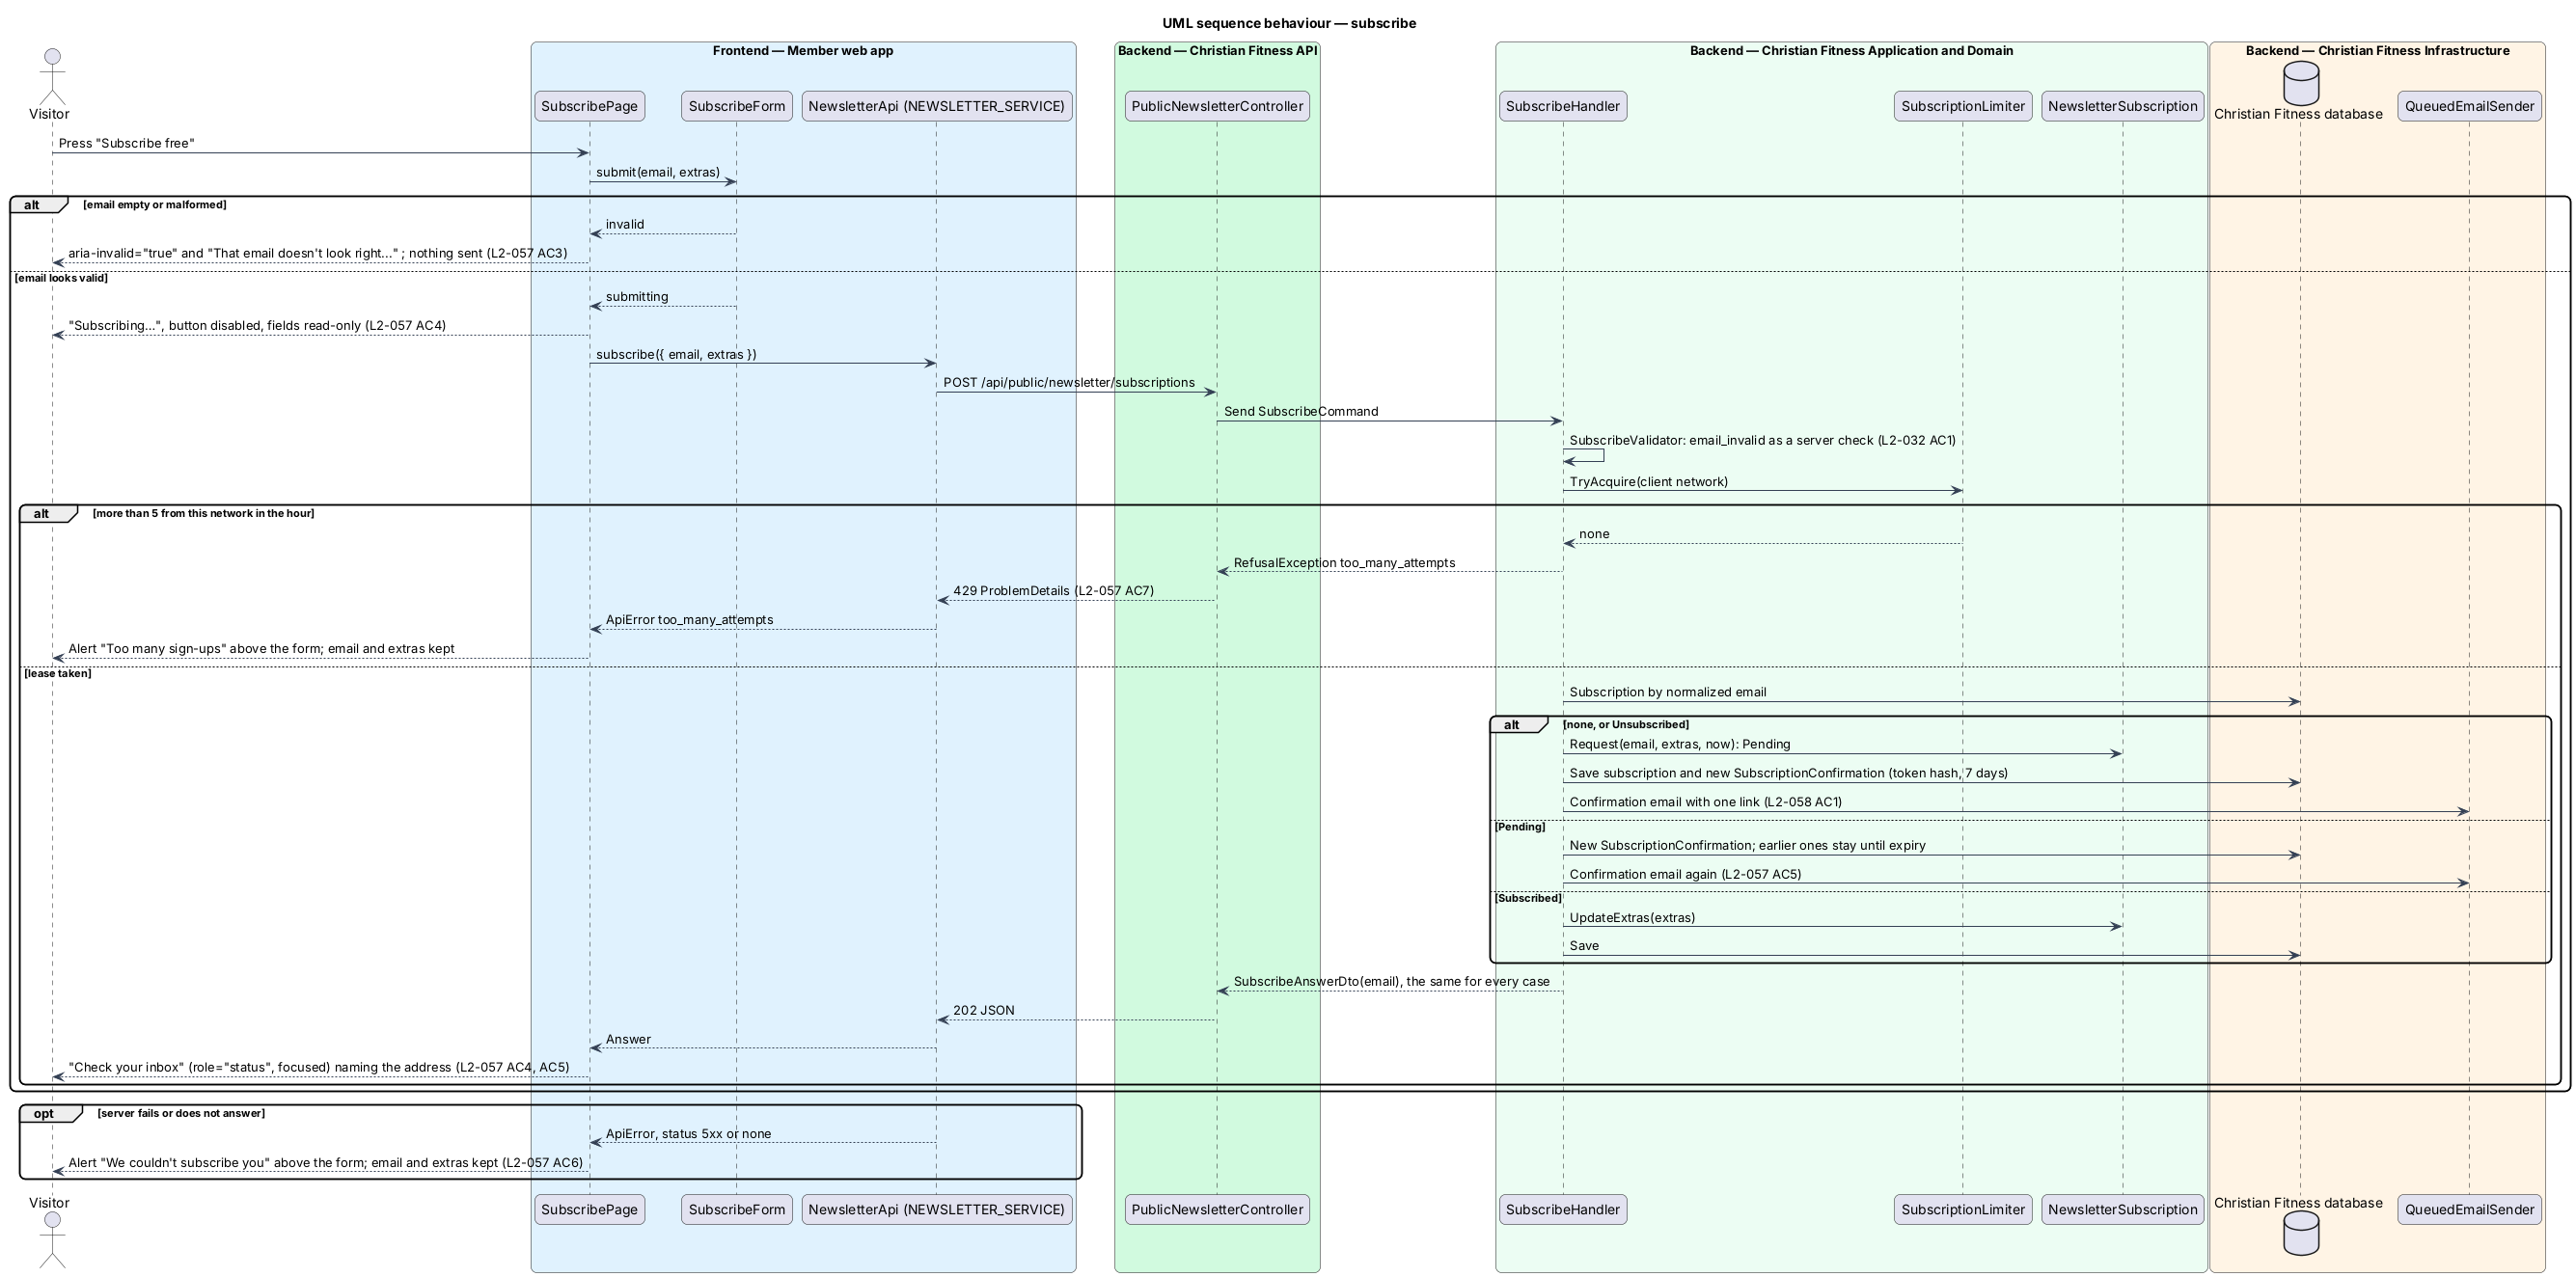 UML sequence behaviour — subscribe
Frontend — Member web app
Backend — Christian Fitness API
Backend — Christian Fitness Application and Domain
Backend — Christian Fitness Infrastructure
Visitor
SubscribePage
SubscribeForm
NewsletterApi (NEWSLETTER_SERVICE)
PublicNewsletterController
SubscribeHandler
SubscriptionLimiter
NewsletterSubscription
Christian Fitness database
QueuedEmailSender
Press "Subscribe free"
submit(email, extras)
alt [email empty or malformed]
invalid
aria-invalid="true" and "That email doesn't look right..." ; nothing sent (L2-057 AC3)
[email looks valid]
submitting
"Subscribing...", button disabled, fields read-only (L2-057 AC4)
subscribe({ email, extras })
POST /api/public/newsletter/subscriptions
Send SubscribeCommand
SubscribeValidator: email_invalid as a server check (L2-032 AC1)
TryAcquire(client network)
alt [more than 5 from this network in the hour]
none
RefusalException too_many_attempts
429 ProblemDetails (L2-057 AC7)
ApiError too_many_attempts
Alert "Too many sign-ups" above the form; email and extras kept
[lease taken]
Subscription by normalized email
alt [none, or Unsubscribed]
Request(email, extras, now): Pending
Save subscription and new SubscriptionConfirmation (token hash, 7 days)
Confirmation email with one link (L2-058 AC1)
[Pending]
New SubscriptionConfirmation; earlier ones stay until expiry
Confirmation email again (L2-057 AC5)
[Subscribed]
UpdateExtras(extras)
Save
SubscribeAnswerDto(email), the same for every case
202 JSON
Answer
"Check your inbox" (role="status", focused) naming the address (L2-057 AC4, AC5)
opt [server fails or does not answer]
ApiError, status 5xx or none
Alert "We couldn't subscribe you" above the form; email and extras kept (L2-057 AC6)
Visitor
SubscribePage
SubscribeForm
NewsletterApi (NEWSLETTER_SERVICE)
PublicNewsletterController
SubscribeHandler
SubscriptionLimiter
NewsletterSubscription
Christian Fitness database
QueuedEmailSender